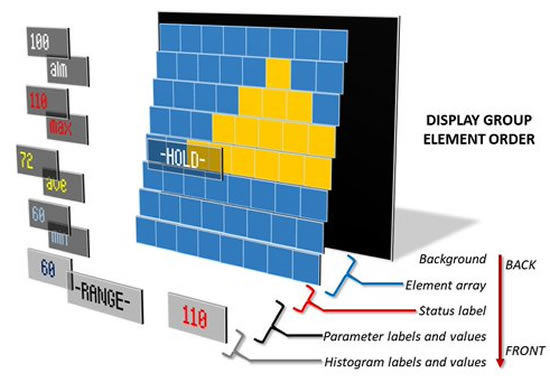 100
alm
110
max
72
ave
60
min
60
-RANGE-
110
-HOLD-
DISPLAY GROUP
ELEMENT ORDER
Background
BACK
Element array
Status label
Parameter labels and values
FRONT
Histogram labels and values